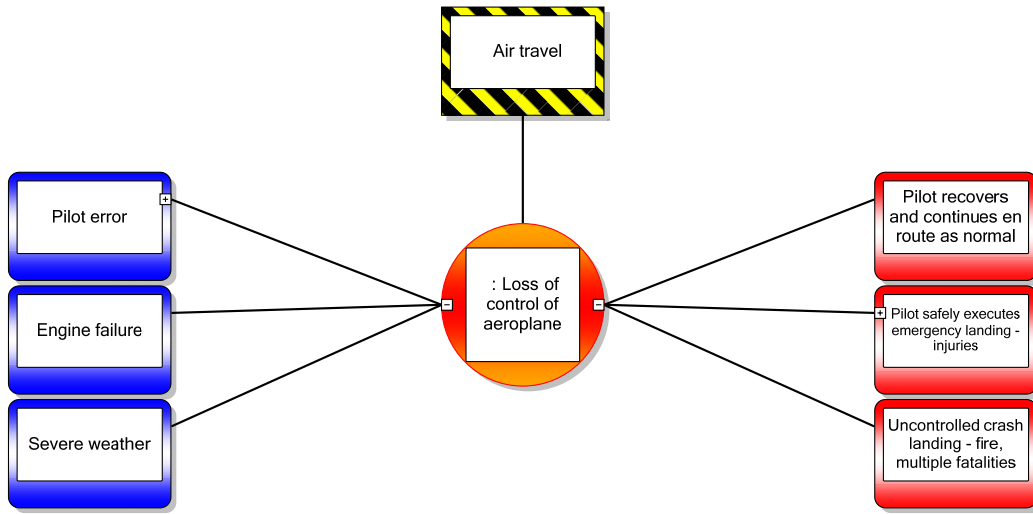 Air travel
Pilot error
Engine failure
Severe weather
: Loss of
control of
aeroplane
Pilot recovers
and continues en
route as normal
Pilot safely executes
emergency landing -
injuries
Uncontrolled crash
landing - fire,
multiple fatalities